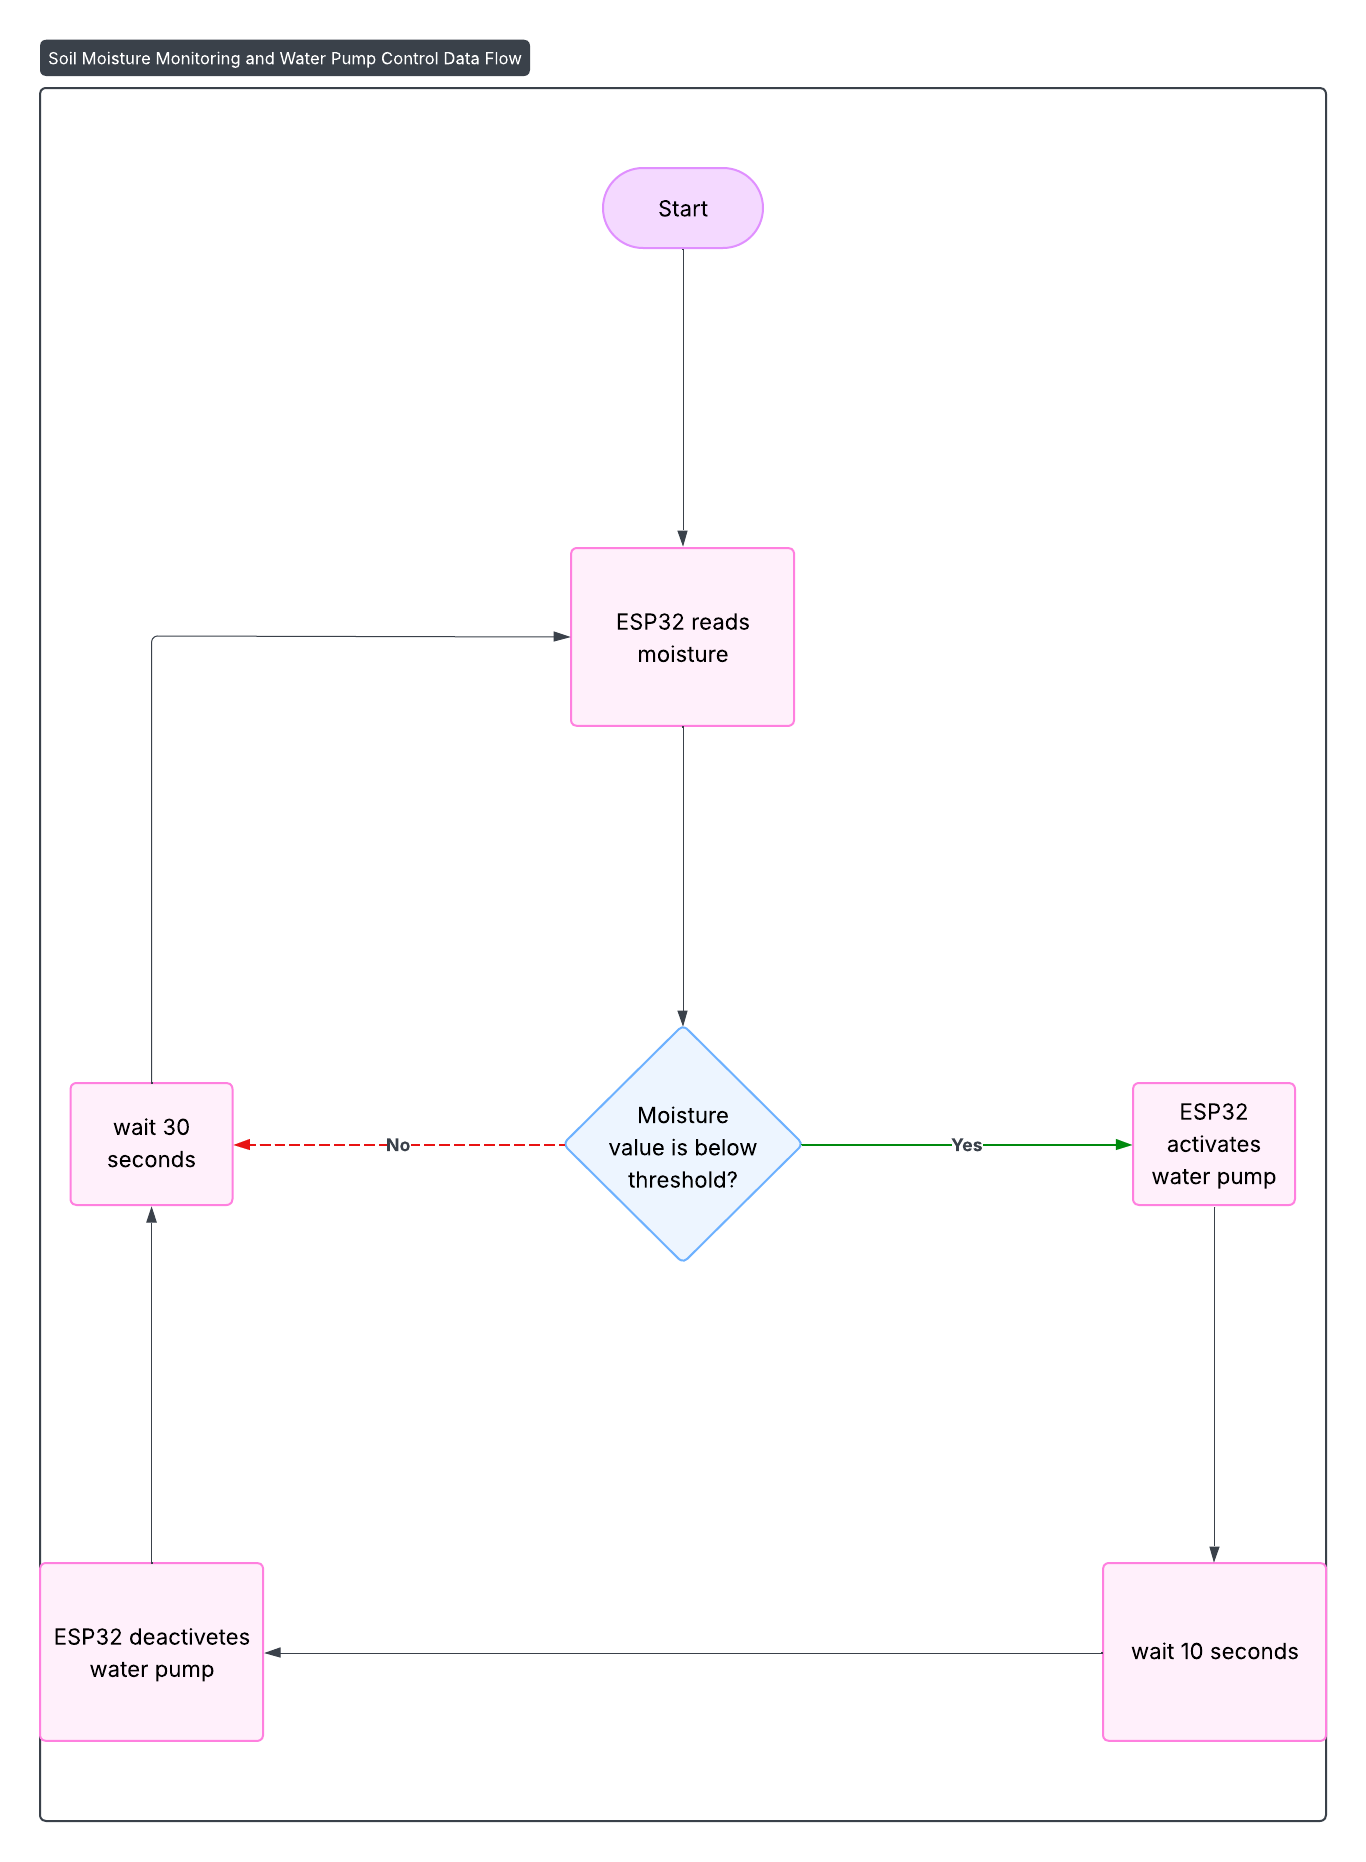 Soil Moisture Monitoring and Water Pump Control Data Flow
Start
ESP32 reads
moisture
Moisture
value is below
threshold?
No
Yes
wait 30
seconds
ESP32
activates
water pump
ESP32 deactivetes
water pump
wait 10 seconds